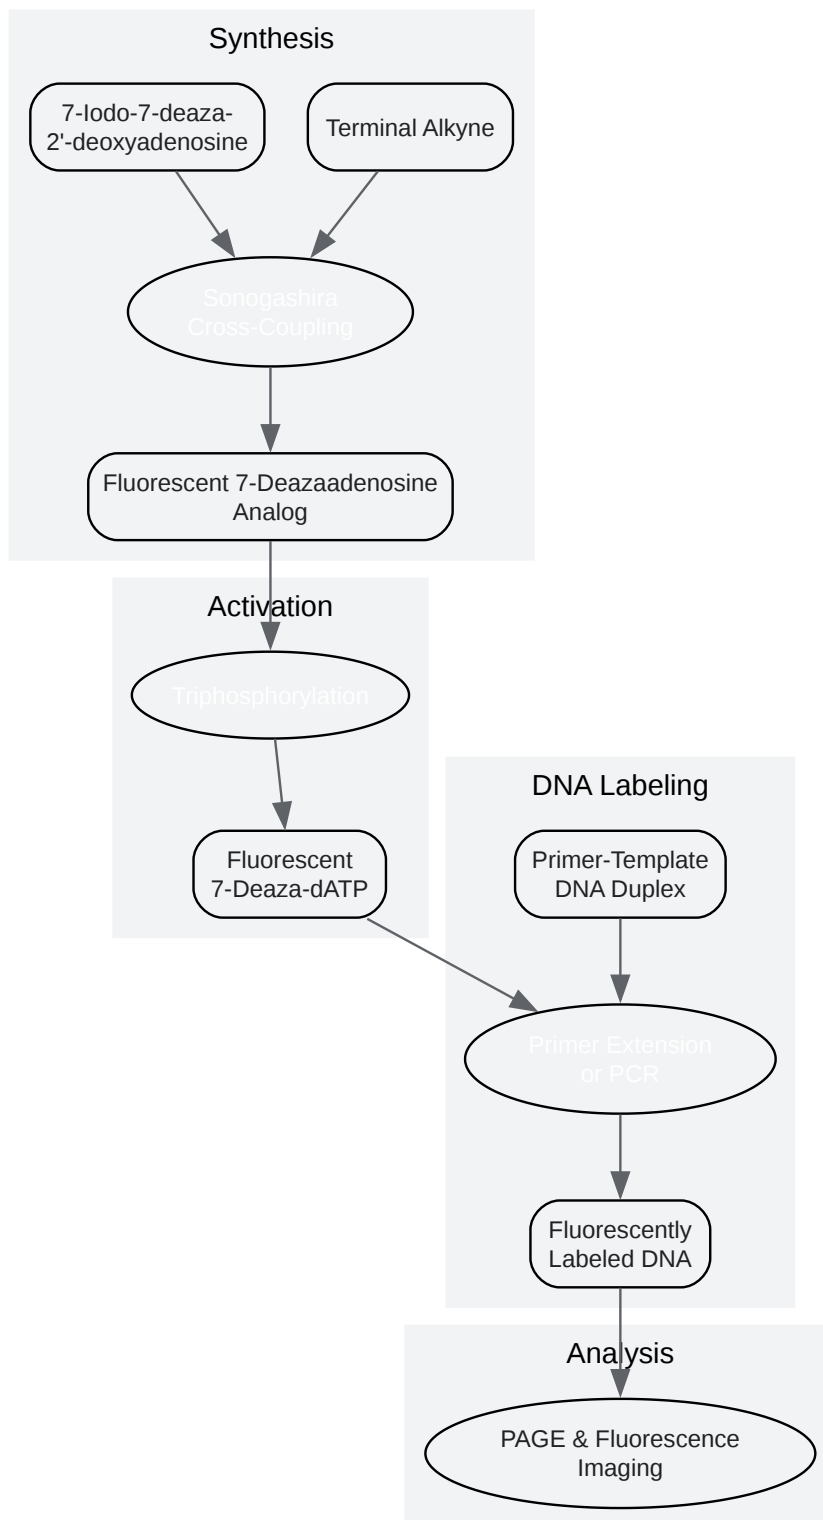 Synthesis
7-Iodo-7-deaza-
2'-deoxyadenosine
Terminal Alkyne
Sonogashira
Cross-Coupling
Fluorescent 7-Deazaadenosine
Analog
Activation
Triphosphorylation
Fluorescent
7-Deaza-dATP
DNA Labeling
Primer-Template
DNA Duplex
Primer Extension
or PCR
Fluorescently
Labeled DNA
Analysis
PAGE & Fluorescence
Imaging